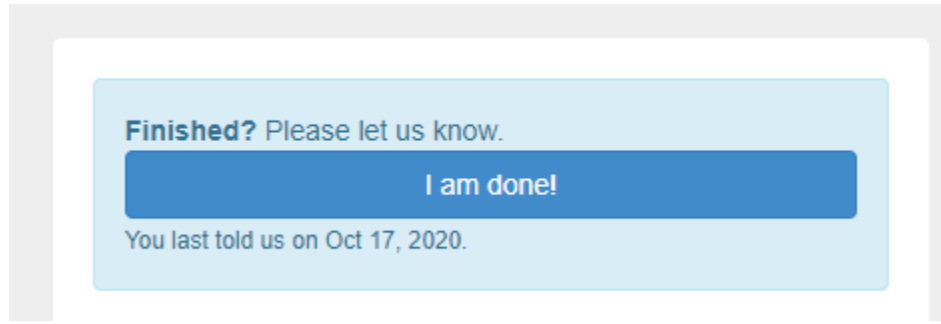 Finished? Please let us know.
I am done!
You last told us on Oct 17, 2020.